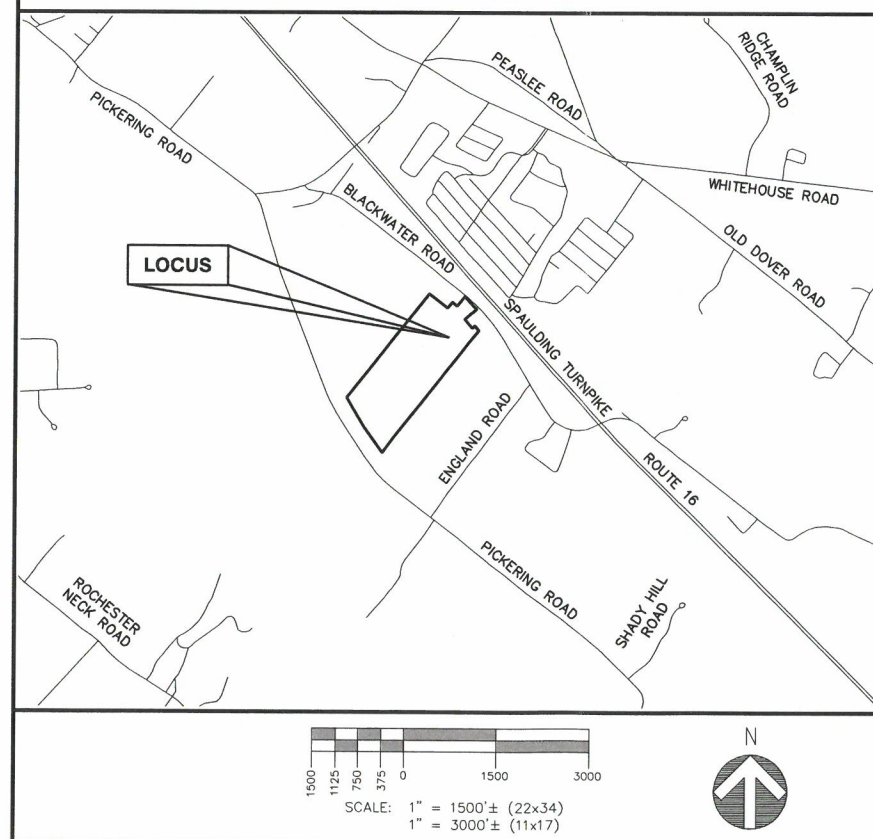 CHAMPLIN
RIDGE ROAD
PEASLEE ROAD
PICKERING ROAD
WHITEHOUSE ROAD
BLACKWATER ROAD
OLD DOVER ROAD
LOCUS
SPAULDING TURNPIKE
ENGLAND ROAD
ROUTE 16
PICKERING ROAD
SHADY HILL
ROAD
ROCHESTER
NECK ROAD
1500 1125 750 375 0 1500 3000
SCALE: 1" = 1500'± (22x34)
1" = 3000'± (11x17)
N